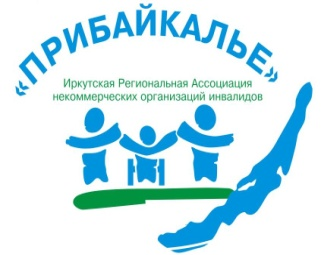 «ПРИБАЙКАЛЬЕ»
Иркутская Региональная Ассоциация
некоммерческих организаций инвалидов